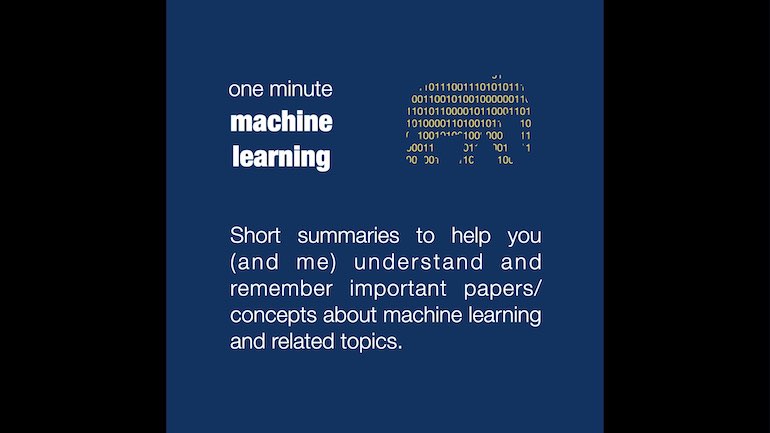 one minute
machine
learning
Short summaries to help you
(and me) understand and
remember important papers/
concepts about machine learning
and related topics.